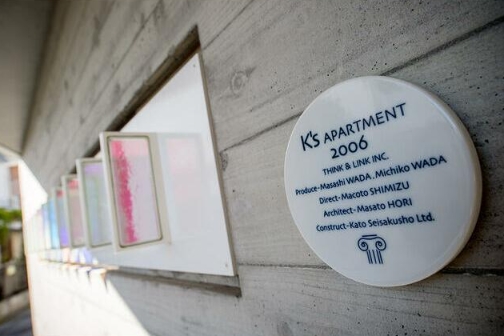 K's APARTMENT
2006
THINK & LINK INC.
Produce-Masashi WADA, Michiko WADA
Direct-Macoto SHIMIZU
Architect-Masato HORI
Construct-Kato Seisakusho Ltd.